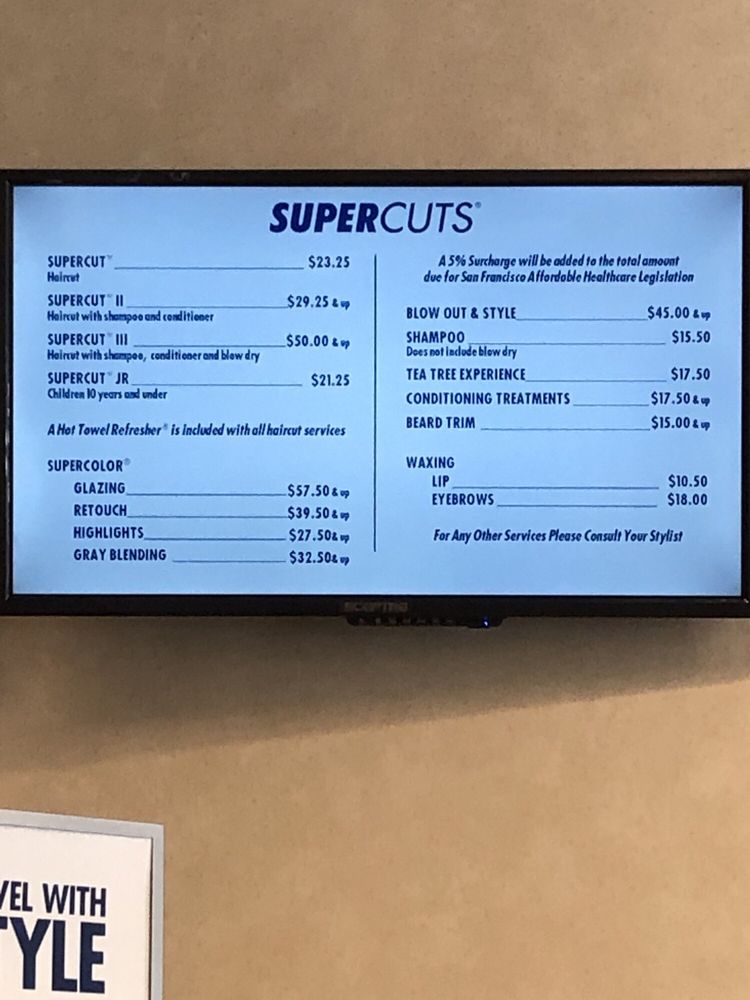 SUPERCUTS®
SUPERCUT™ $23.25
Haircut
SUPERCUT™ II $29.25 & up
Haircut with shampoo and conditioner
SUPERCUT™ III $50.00 & up
Haircut with shampoo, conditioner and blow dry
SUPERCUT™ JR $21.25
Children 10 years and under
A Hot Towel Refresher® is included with all haircut services
SUPERCOLOR®
GLAZING $57.50 & up
RETOUCH $39.50 & up
HIGHLIGHTS $27.50 & up
GRAY BLENDING $32.50 & up
A 5% Surcharge will be added to the total amount
due for San Francisco Affordable Healthcare Legislation
BLOW OUT & STYLE $45.00 & up
SHAMPOO $15.50
Does not include blow dry
TEA TREE EXPERIENCE $17.50
CONDITIONING TREATMENTS $17.50 & up
BEARD TRIM $15.00 & up
WAXING
LIP $10.50
EYEBROWS $18.00
For Any Other Services Please Consult Your Stylist
SCEPTRE
VEL WITH
TYLE